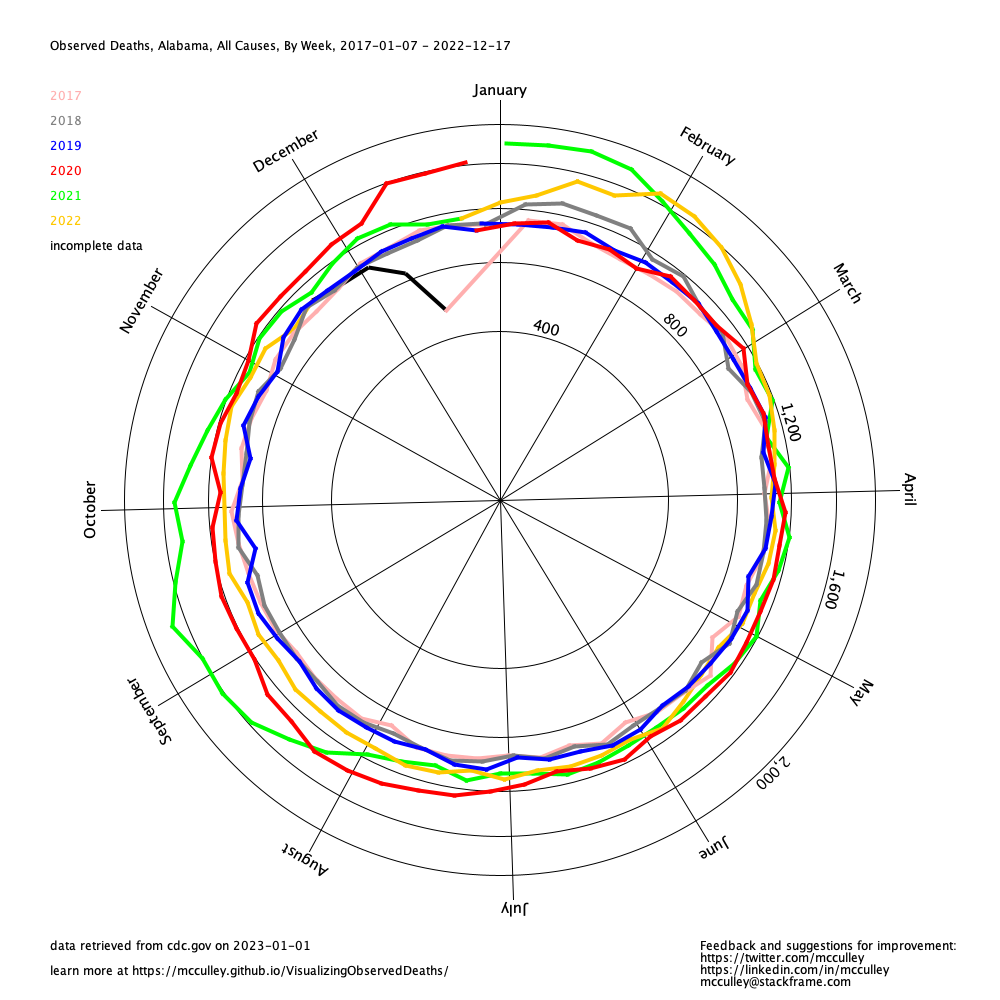 Observed Deaths, Alabama, All Causes, By Week, 2017-01-07 - 2022-12-17
2017
2018
2019
2020
2021
2022
incomplete data
January
February
March
April
May
June
July
August
September
October
November
December
400
800
1,200
1,600
2,000
data retrieved from cdc.gov on 2023-01-01
learn more at https://mcculley.github.io/VisualizingObservedDeaths/
Feedback and suggestions for improvement:
https://twitter.com/mcculley
https://linkedin.com/in/mcculley
mcculley@stackframe.com